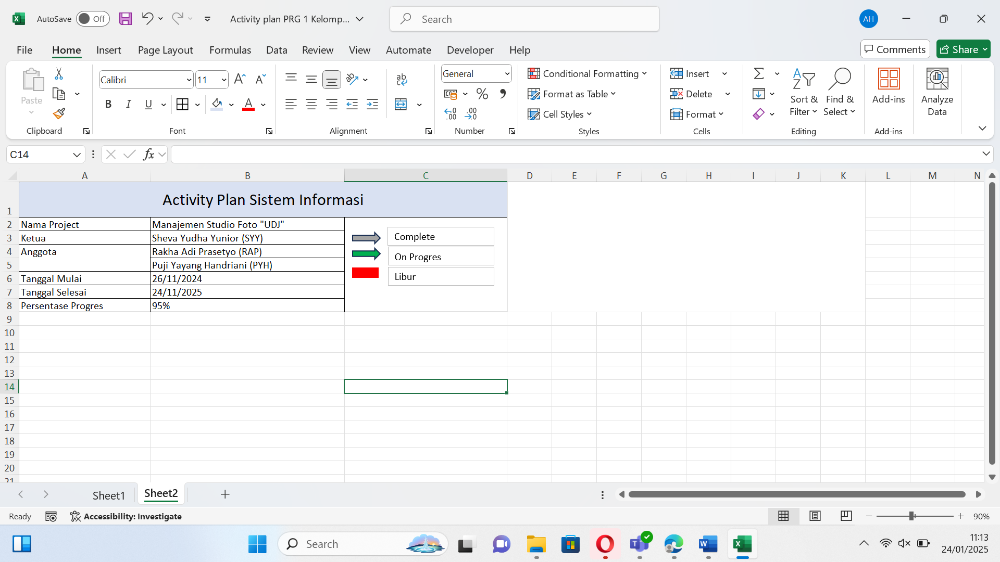 AutoSave Off Activity plan PRG 1 Kelomp... Search AH
File Home Insert Page Layout Formulas Data Review View Automate Developer Help Comments Share
Paste Calibri 11 General Conditional Formatting Format as Table Cell Styles Insert Delete Format Sort & Filter Find & Select Add-ins Analyze Data
Clipboard Font Alignment Number Styles Cells Editing Add-ins
C14 fx
A B C D E F G H I J K L M N
1 Activity Plan Sistem Informasi
2 Nama Project Manajemen Studio Foto "UDJ"
3 Ketua Sheva Yudha Yunior (SYY) Complete
4 Anggota Rakha Adi Prasetyo (RAP) On Progres
5 Puji Yayang Handriani (PYH)
6 Tanggal Mulai 26/11/2024 Libur
7 Tanggal Selesai 24/11/2025
8 Persentase Progres 95%
9
10
11
12
13
14
15
16
17
18
19
20
21
Sheet1 Sheet2
Ready Accessibility: Investigate 90%
Search 11:13
24/01/2025